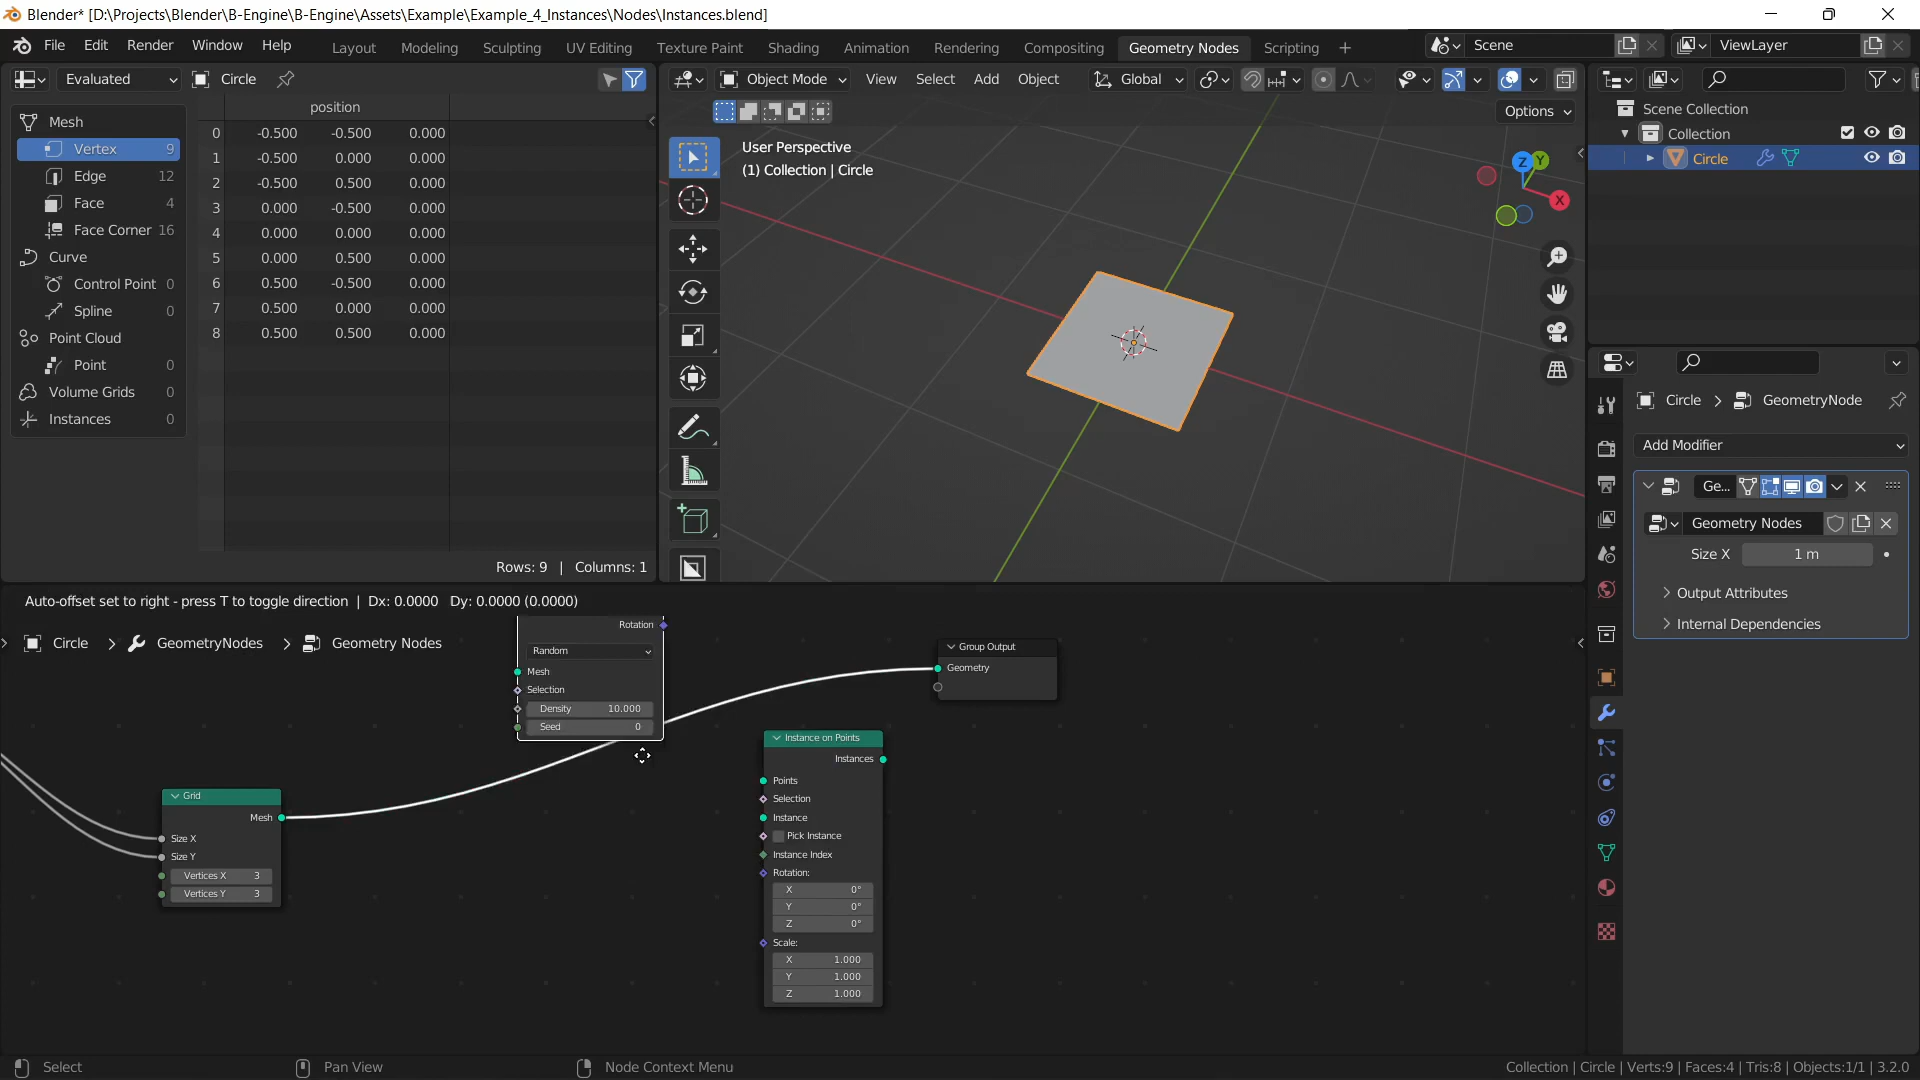 Blender* [D:\Projects\Blender\B-Engine\B-Engine\Assets\Example\Example_4_Instances\Nodes\Instances.blend]
File Edit Render Window Help Layout Modeling Sculpting UV Editing Texture Paint Shading Animation Rendering Compositing Geometry Nodes Scripting + Scene ViewLayer
Evaluated Circle
position
Mesh
Vertex 9
Edge 12
Face 4
Face Corner 16
Curve
Control Point 0
Spline 0
Point Cloud
Point 0
Volume Grids 0
Instances 0
0 -0.500 -0.500 0.000
1 -0.500 0.000 0.000
2 -0.500 0.500 0.000
3 0.000 -0.500 0.000
4 0.000 0.000 0.000
5 0.000 0.500 0.000
6 0.500 -0.500 0.000
7 0.500 0.000 0.000
8 0.500 0.500 0.000
Rows: 9 | Columns: 1
Object Mode View Select Add Object Global
Options
User Perspective
(1) Collection | Circle
Z Y
X
Scene Collection
Collection
Circle
Circle > GeometryNode
Add Modifier
Ge...
Geometry Nodes
Size X 1 m
Output Attributes
Internal Dependencies
Auto-offset set to right - press T to toggle direction | Dx: 0.0000 Dy: 0.0000 (0.0000)
Circle > GeometryNodes > Geometry Nodes
Rotation
Random
Mesh
Selection
Density 10.000
Seed 0
Group Output
Geometry
Instance on Points
Instances
Points
Selection
Instance
Pick Instance
Instance Index
Rotation:
X 0°
Y 0°
Z 0°
Scale:
X 1.000
Y 1.000
Z 1.000
Grid
Mesh
Size X
Size Y
Vertices X 3
Vertices Y 3
Select Pan View Node Context Menu Collection | Circle | Verts:9 | Faces:4 | Tris:8 | Objects:1/1 | 3.2.0